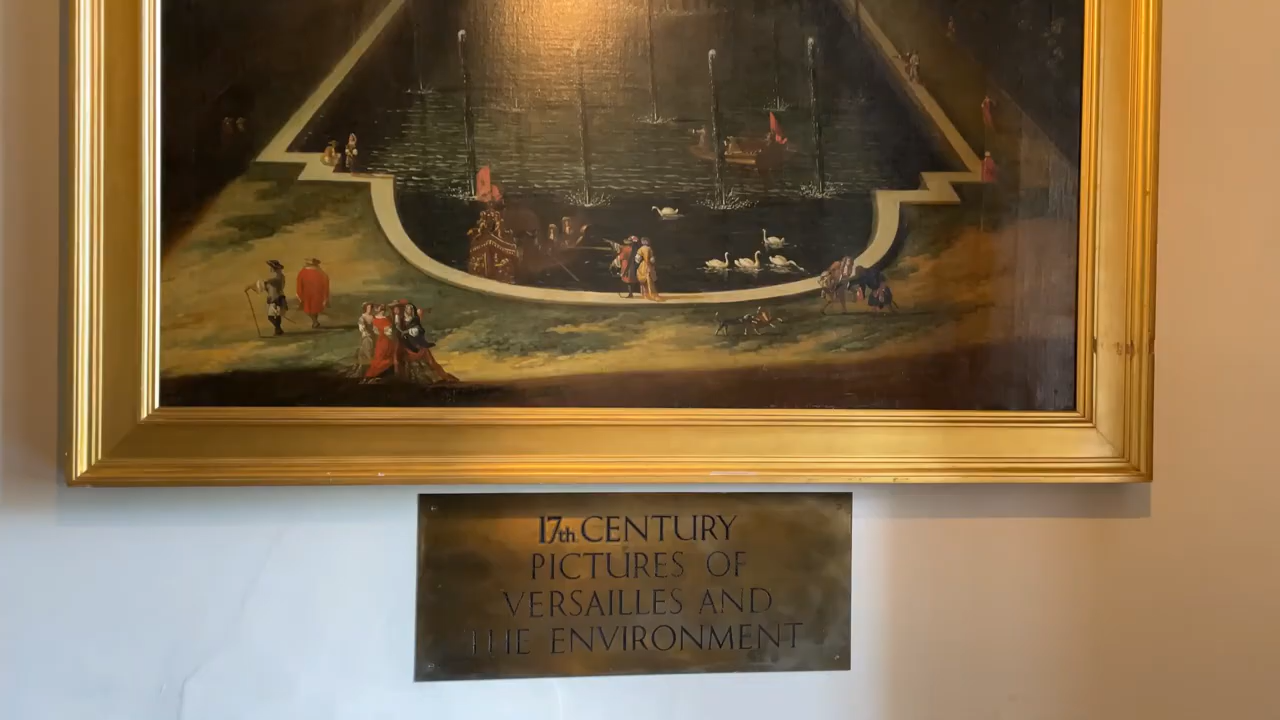 17th CENTURY
PICTURES OF
VERSAILLES AND
THE ENVIRONMENT